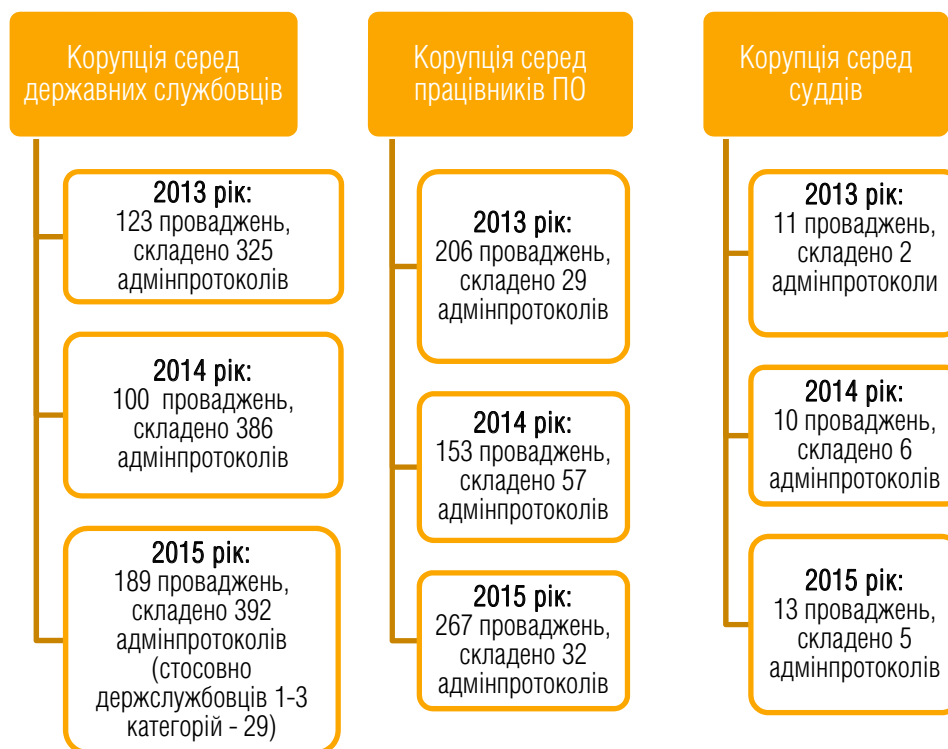 Корупція серед
державних службовців
2013 рік:
123 проваджень,
складено 325
адмінпротоколів
2014 рік:
100 проваджень,
складено 386
адмінпротоколів
2015 рік:
189 проваджень,
складено 392
адмінпротоколів
(стосовно
держслужбовців 1-3
категорій - 29)
Корупція серед
працівників ПО
2013 рік:
206 проваджень,
складено 29
адмінпротоколів
2014 рік:
153 проваджень,
складено 57
адмінпротоколів
2015 рік:
267 проваджень,
складено 32
адмінпротоколів
Корупція серед
суддів
2013 рік:
11 проваджень,
складено 2
адмінпротоколи
2014 рік:
10 проваджень,
складено 6
адмінпротоколів
2015 рік:
13 проваджень,
складено 5
адмінпротоколів